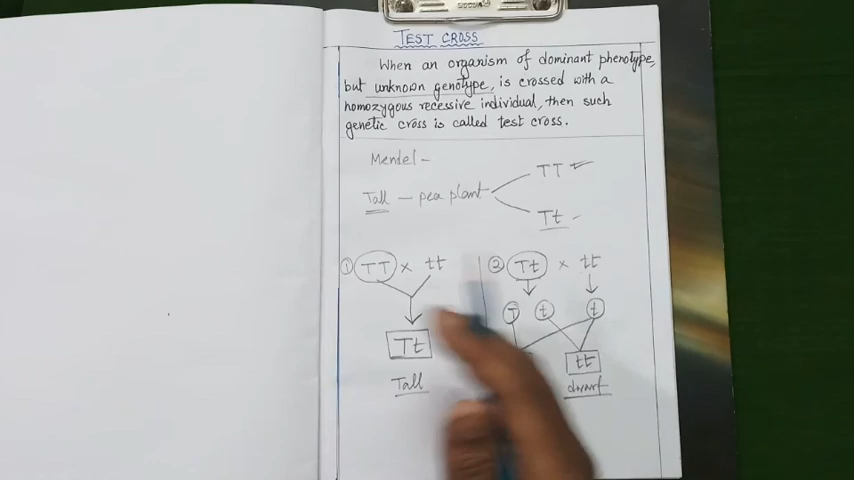 TEST CROSS
When an organism of dominant phenotype,
but unknown genotype, is crossed with a
homozygous recessive individual, then such
genetic cross is called test cross.
Mendel -
Tall - pea plant
TT
Tt -
① TT × tt
Tt
Tall
② Tt × tt
T t t
tt
dwarf